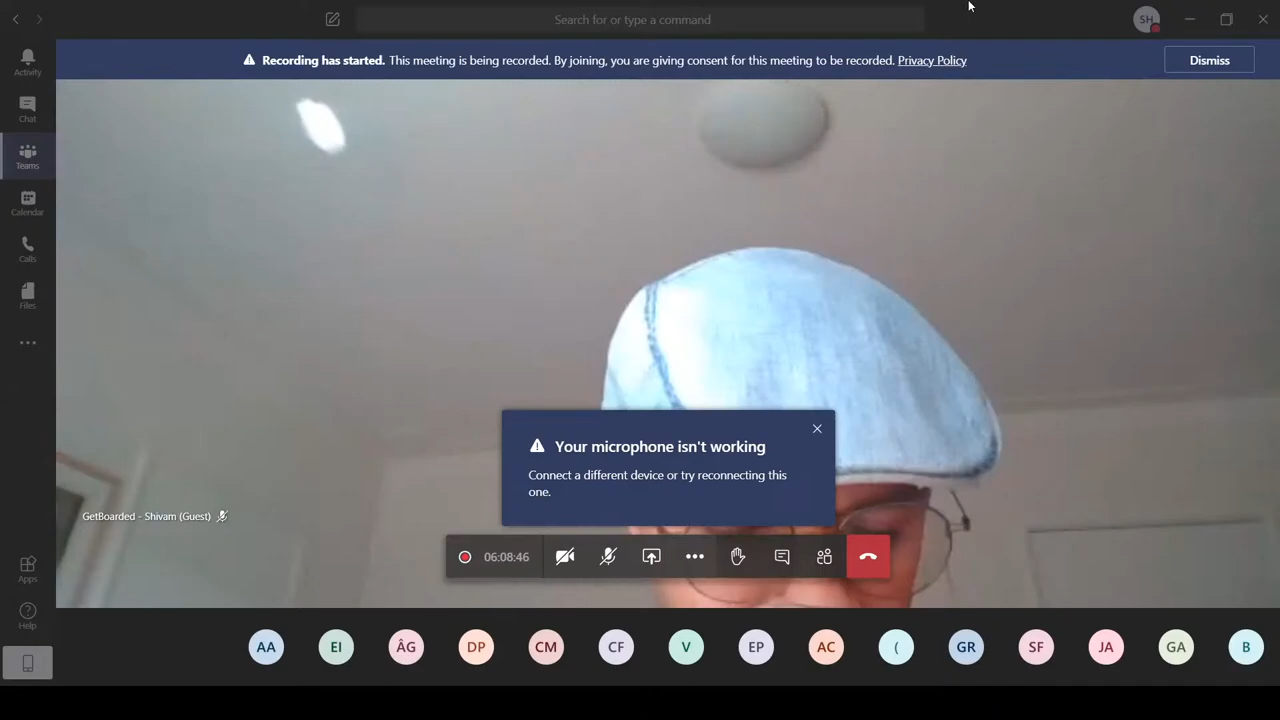 Search for or type a command
SH
Recording has started. This meeting is being recorded. By joining, you are giving consent for this meeting to be recorded. Privacy Policy
Dismiss
Activity
Chat
Teams
Calendar
Calls
Files
Your microphone isn't working
Connect a different device or try reconnecting this
one.
GetBoarded - Shivam (Guest)
06:08:46
Apps
Help
AA EI ÂG DP CM CF V EP AC ( GR SF JA GA B